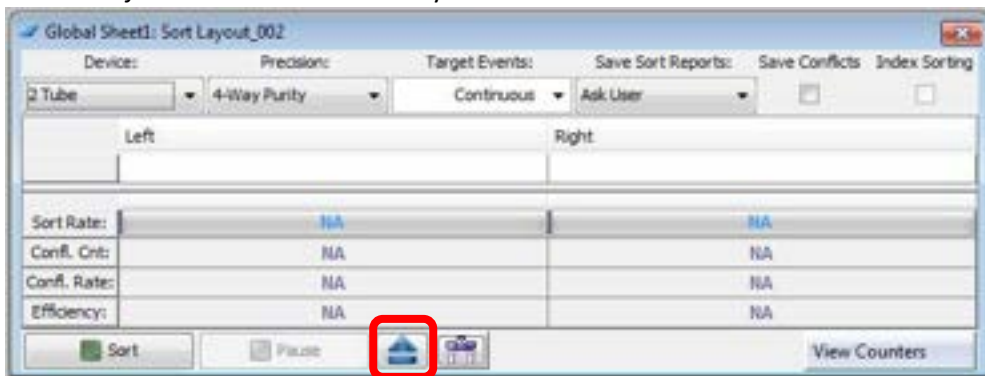 Global Sheet1: Sort Layout_002
Device: Precision: Target Events: Save Sort Reports: Save Conflicts Index Sorting
2 Tube 4-Way Purity Continuous Ask User
Left Right
Sort Rate: NA NA
Confl. Cnt: NA NA
Confl. Rate: NA NA
Efficiency: NA NA
Sort Pause View Counters